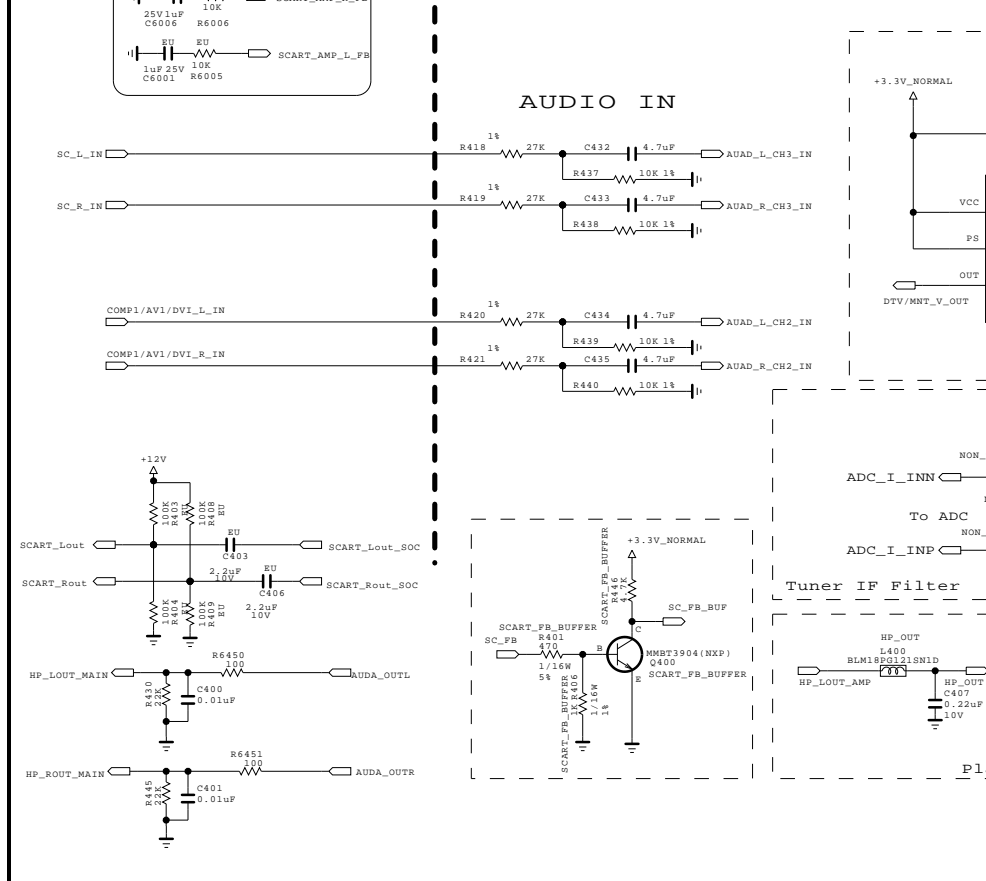 25V 1uF
10K
C6006
R6006
EU
EU
SCART_AMP_L_FB
1uF 25V
10K
C6001
R6005
AUDIO IN
+3.3V_NORMAL
1%
SC_L_IN
R418
27K
C432
4.7uF
AUAD_L_CH3_IN
R437
10K 1%
1%
SC_R_IN
R419
27K
C433
4.7uF
AUAD_R_CH3_IN
VCC
R438
10K 1%
PS
OUT
DTV/MNT_V_OUT
COMP1/AV1/DVI_L_IN
1%
R420
27K
C434
4.7uF
AUAD_L_CH2_IN
R439
10K 1%
COMP1/AV1/DVI_R_IN
1%
R421
27K
C435
4.7uF
AUAD_R_CH2_IN
R440
10K 1%
+12V
NON_
ADC_I_INN
To ADC
NON_
ADC_I_INP
Tuner IF Filter
100K
R403
EU
100K
R408
EU
EU
SCART_Lout
C403
SCART_Lout_SOC
2.2uF
10V
EU
SCART_Rout
C406
SCART_Rout_SOC
2.2uF
10V
100K
R404
EU
100K
R409
EU
SCART_FB_BUFFER
R446
4.7K
+3.3V_NORMAL
SC_FB_BUF
SCART_FB_BUFFER
SC_FB
R401
470
C
B
E
MMBT3904(NXP)
Q400
SCART_FB_BUFFER
1/16W
5%
SCART_FB_BUFFER
1K R406
1/16W
1%
HP_OUT
L400
BLM18PG121SN1D
HP_LOUT_AMP
HP_OUT
C407
0.22uF
10V
Pl
R6450
100
HP_LOUT_MAIN
AUDA_OUTL
R430
22K
C400
0.01uF
R6451
100
HP_ROUT_MAIN
AUDA_OUTR
R445
22K
C401
0.01uF